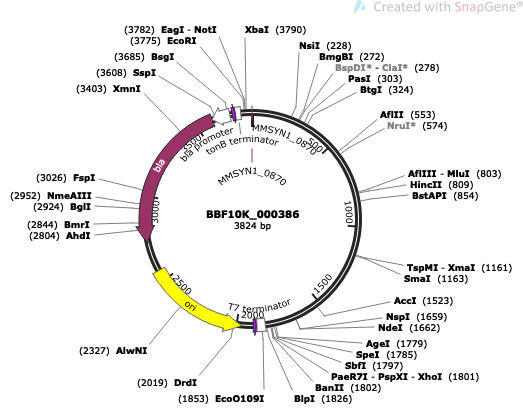 Created with SnapGene®
(3782) EagI - NotI
XbaI (3790)
(3775) EcoRI
(3685) BsgI
(3608) SspI
(3403) XmnI
NsiI (228)
BmgBI (272)
BspDI* - ClaI* (278)
PasI (303)
BtgI (324)
AflII (553)
NruI* (574)
AflIII - MluI (803)
HincII (809)
BstAPI (854)
TspMI - XmaI (1161)
SmaI (1163)
AccI (1523)
NspI (1659)
NdeI (1662)
AgeI (1779)
SpeI (1785)
SbfI (1797)
PaeR7I - PspXI - XhoI (1801)
BanII (1802)
BlpI (1826)
(1853) EcoO109I
(2019) DrdI
(2327) AlwNI
(2804) AhdI
(2844) BmrI
(2924) BglI
(2952) NmeAIII
(3026) FspI
bla
bla promoter
tonB terminator
MMSYN1_0870
MMSYN1_0870
3500
500
1000
1500
2000
2500
3000
BBF10K_000386
3824 bp
T7 terminator
ori